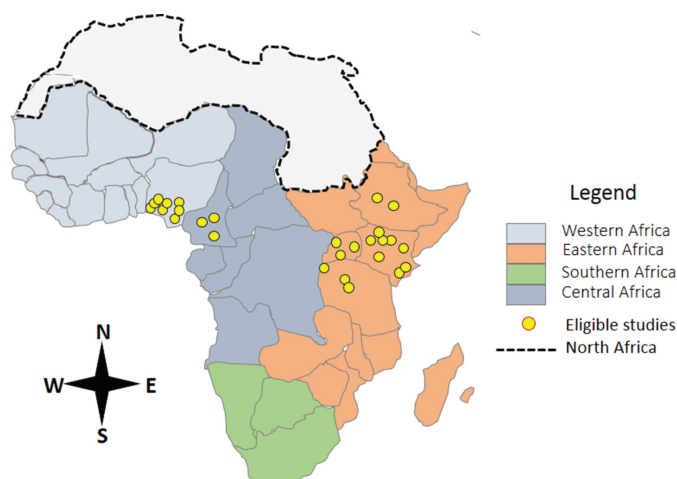 Legend
Western Africa
Eastern Africa
Southern Africa
Central Africa
Eligible studies
North Africa
N
W E
S